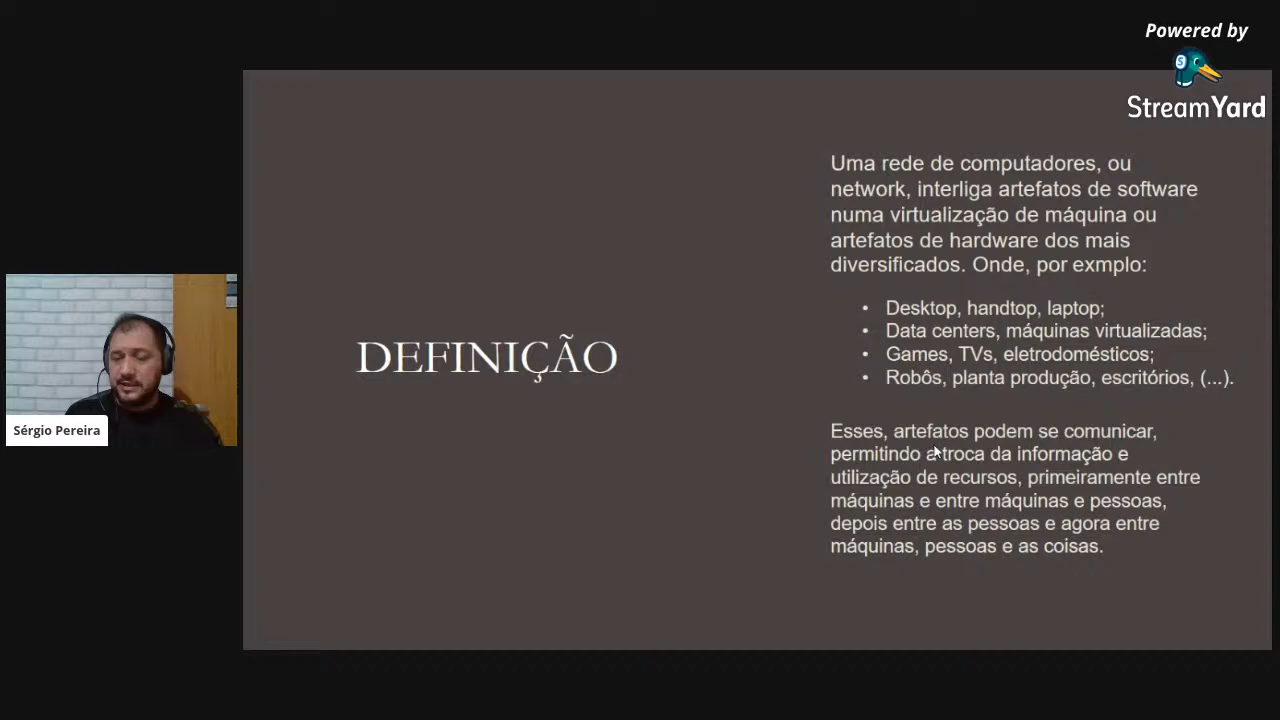 Powered by
StreamYard
Uma rede de computadores, ou
network, interliga artefatos de software
numa virtualização de máquina ou
artefatos de hardware dos mais
diversificados. Onde, por exmplo:
• Desktop, handtop, laptop;
• Data centers, máquinas virtualizadas;
• Games, TVs, eletrodomésticos;
• Robôs, planta produção, escritórios, (...).
DEFINIÇÃO
Esses, artefatos podem se comunicar,
permitindo a troca da informação e
utilização de recursos, primeiramente entre
máquinas e entre máquinas e pessoas,
depois entre as pessoas e agora entre
máquinas, pessoas e as coisas.
Sérgio Pereira